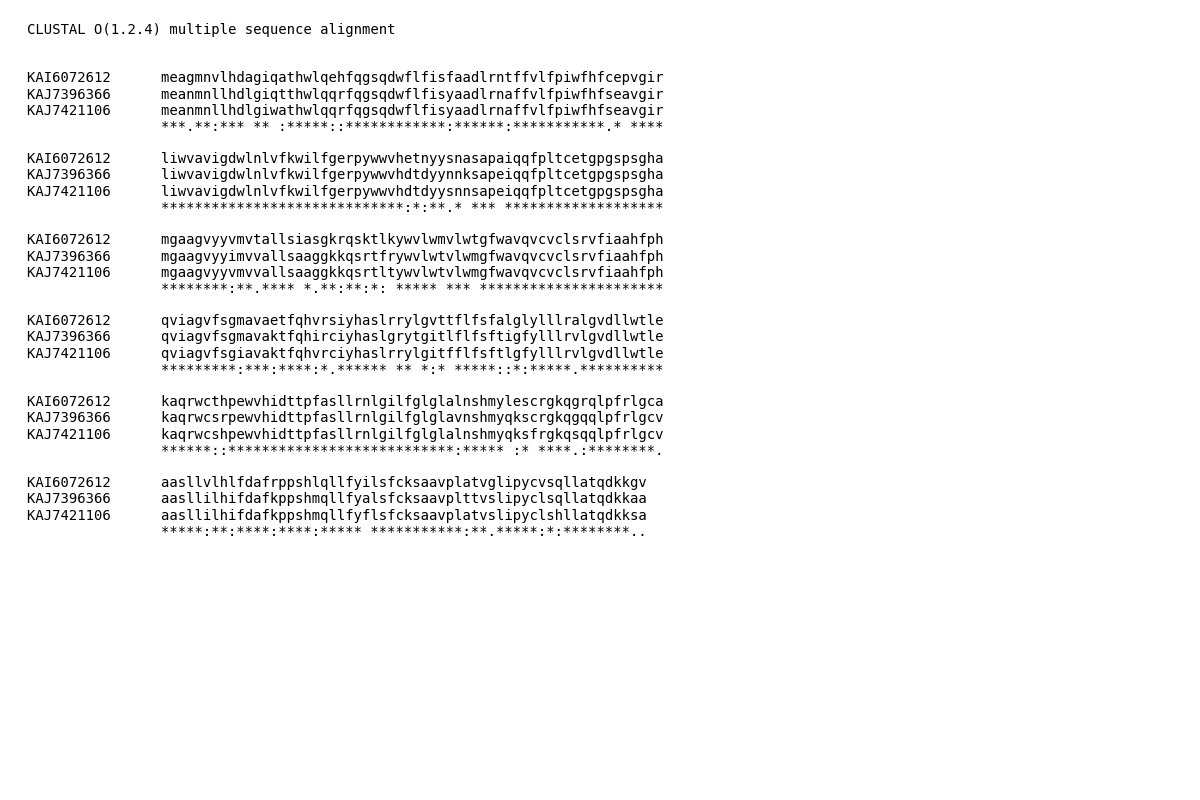 CLUSTAL O(1.2.4) multiple sequence alignment
KAI6072612      meagmnvlhdagiqathwlqehfqgsqdwflfisfaadlrntffvlfpiwfhfcepvgir
KAJ7396366      meanmnllhdlgiqtthwlqqrfqgsqdwflfisyaadlrnaffvlfpiwfhfseavgir
KAJ7421106      meanmnllhdlgiwathwlqqrfqgsqdwflfisyaadlrnaffvlfpiwfhfseavgir
                ***.**:*** ** :*****::************:******:***********.* ****
KAI6072612      liwvavigdwlnlvfkwilfgerpywwvhetnyysnasapaiqqfpltcetgpgspsgha
KAJ7396366      liwvavigdwlnlvfkwilfgerpywwvhdtdyynnksapeiqqfpltcetgpgspsgha
KAJ7421106      liwvavigdwlnlvfkwilfgerpywwvhdtdyysnnsapeiqqfpltcetgpgspsgha
                *****************************:*:**.* *** *******************
KAI6072612      mgaagvyyvmvtallsiasgkrqsktlkywvlwmvlwtgfwavqvcvclsrvfiaahfph
KAJ7396366      mgaagvyyimvvallsaaggkkqsrtfrywvlwtvlwmgfwavqvcvclsrvfiaahfph
KAJ7421106      mgaagvyyvmvvallsaaggkkqsrtltywvlwtvlwmgfwavqvcvclsrvfiaahfph
                ********:**.**** *.**:**:*: ***** *** **********************
KAI6072612      qviagvfsgmavaetfqhvrsiyhaslrrylgvttflfsfalglylllralgvdllwtle
KAJ7396366      qviagvfsgmavaktfqhirciyhaslgrytgitlflfsftigfylllrvlgvdllwtle
KAJ7421106      qviagvfsgiavaktfqhvrciyhaslrrylgitfflfsftlgfylllrvlgvdllwtle
                *********:***:****:*.****** ** *:* *****::*:*****.**********
KAI6072612      kaqrwcthpewvhidttpfasllrnlgilfglglalnshmylescrgkqgrqlpfrlgca
KAJ7396366      kaqrwcsrpewvhidttpfasllrnlgilfglglavnshmyqkscrgkqgqqlpfrlgcv
KAJ7421106      kaqrwcshpewvhidttpfasllrnlgilfglglalnshmyqksfrgkqsqqlpfrlgcv
                ******::***************************:***** :* ****.:********.
KAI6072612      aasllvlhlfdafrppshlqllfyilsfcksaavplatvglipycvsqllatqdkkgv
KAJ7396366      aasllilhifdafkppshmqllfyalsfcksaavplttvslipyclsqllatqdkkaa
KAJ7421106      aasllilhifdafkppshmqllfyflsfcksaavplatvslipyclshllatqdkksa
                *****:**:****:****:***** ***********:**.*****:*:********..